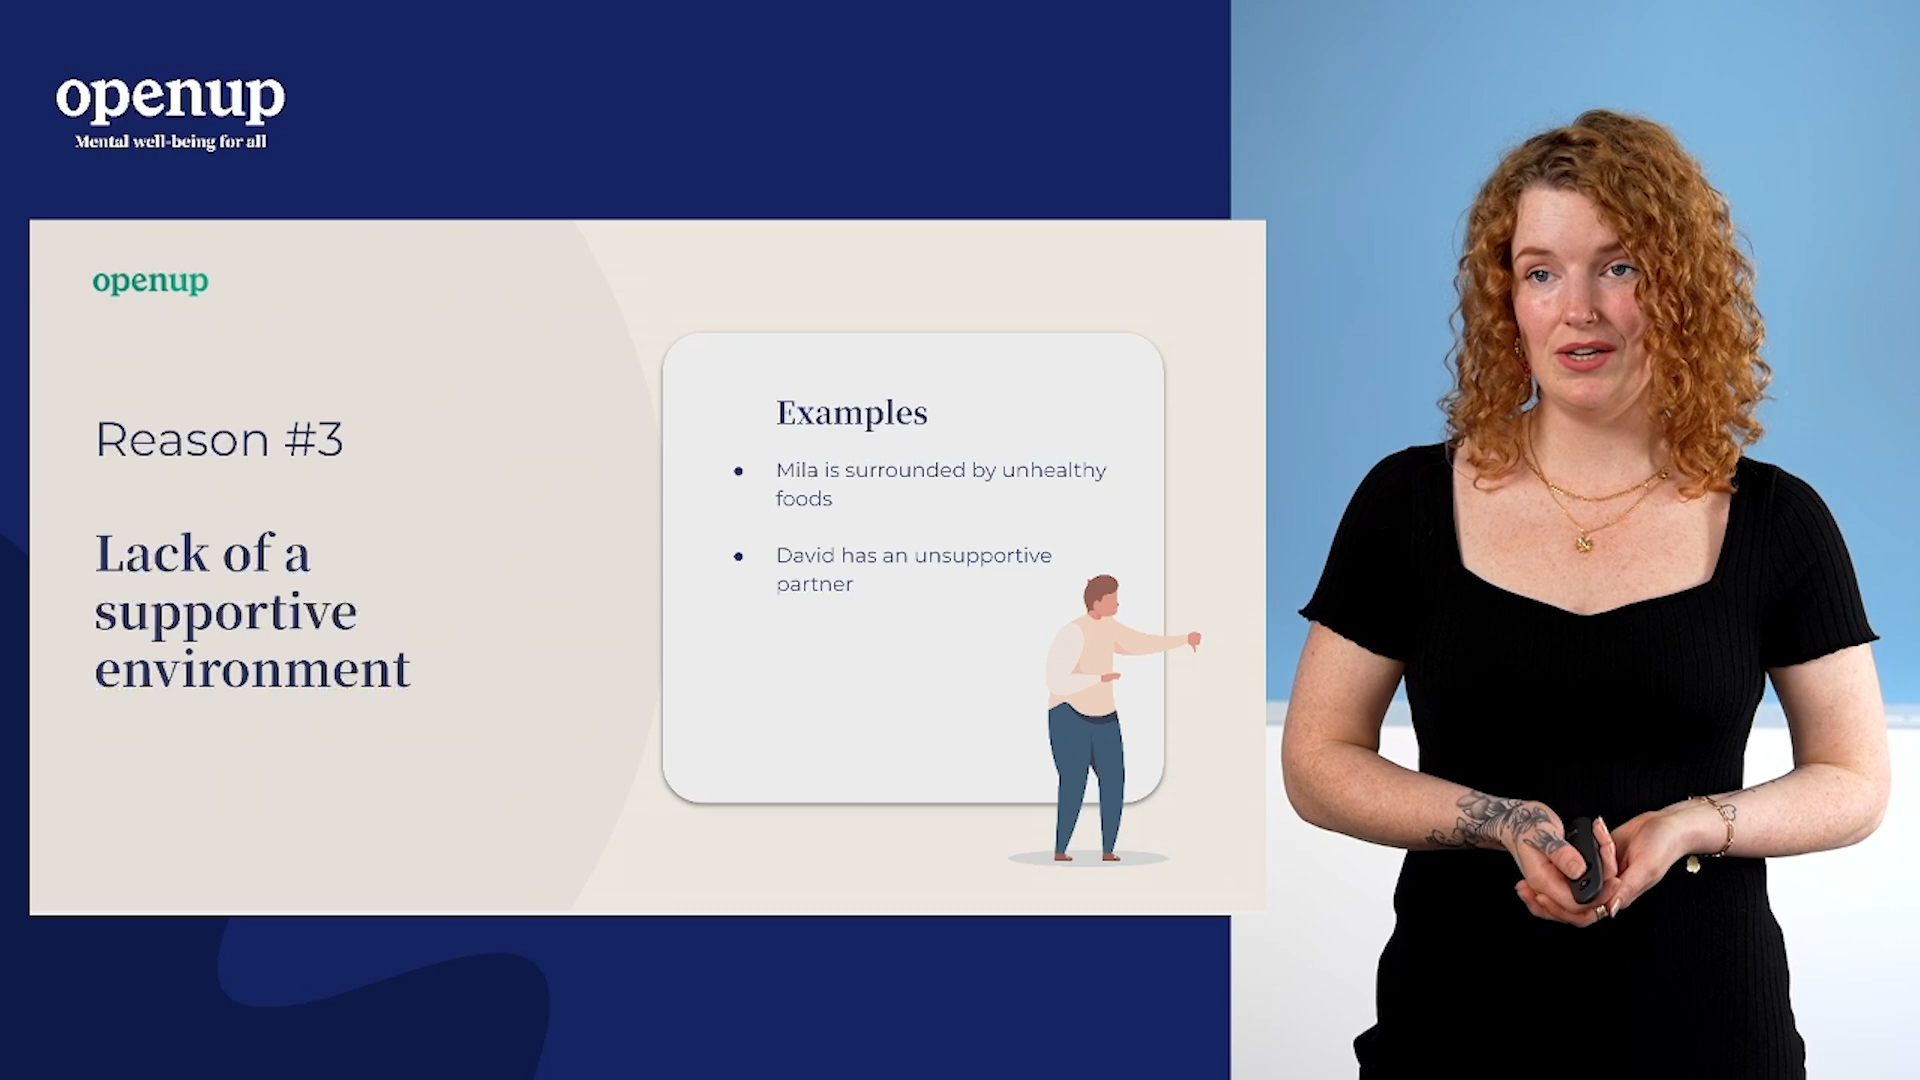 openup
Mental well-being for all
openup
Reason #3
Lack of a
supportive
environment
Examples
• Mila is surrounded by unhealthy
foods
• David has an unsupportive
partner